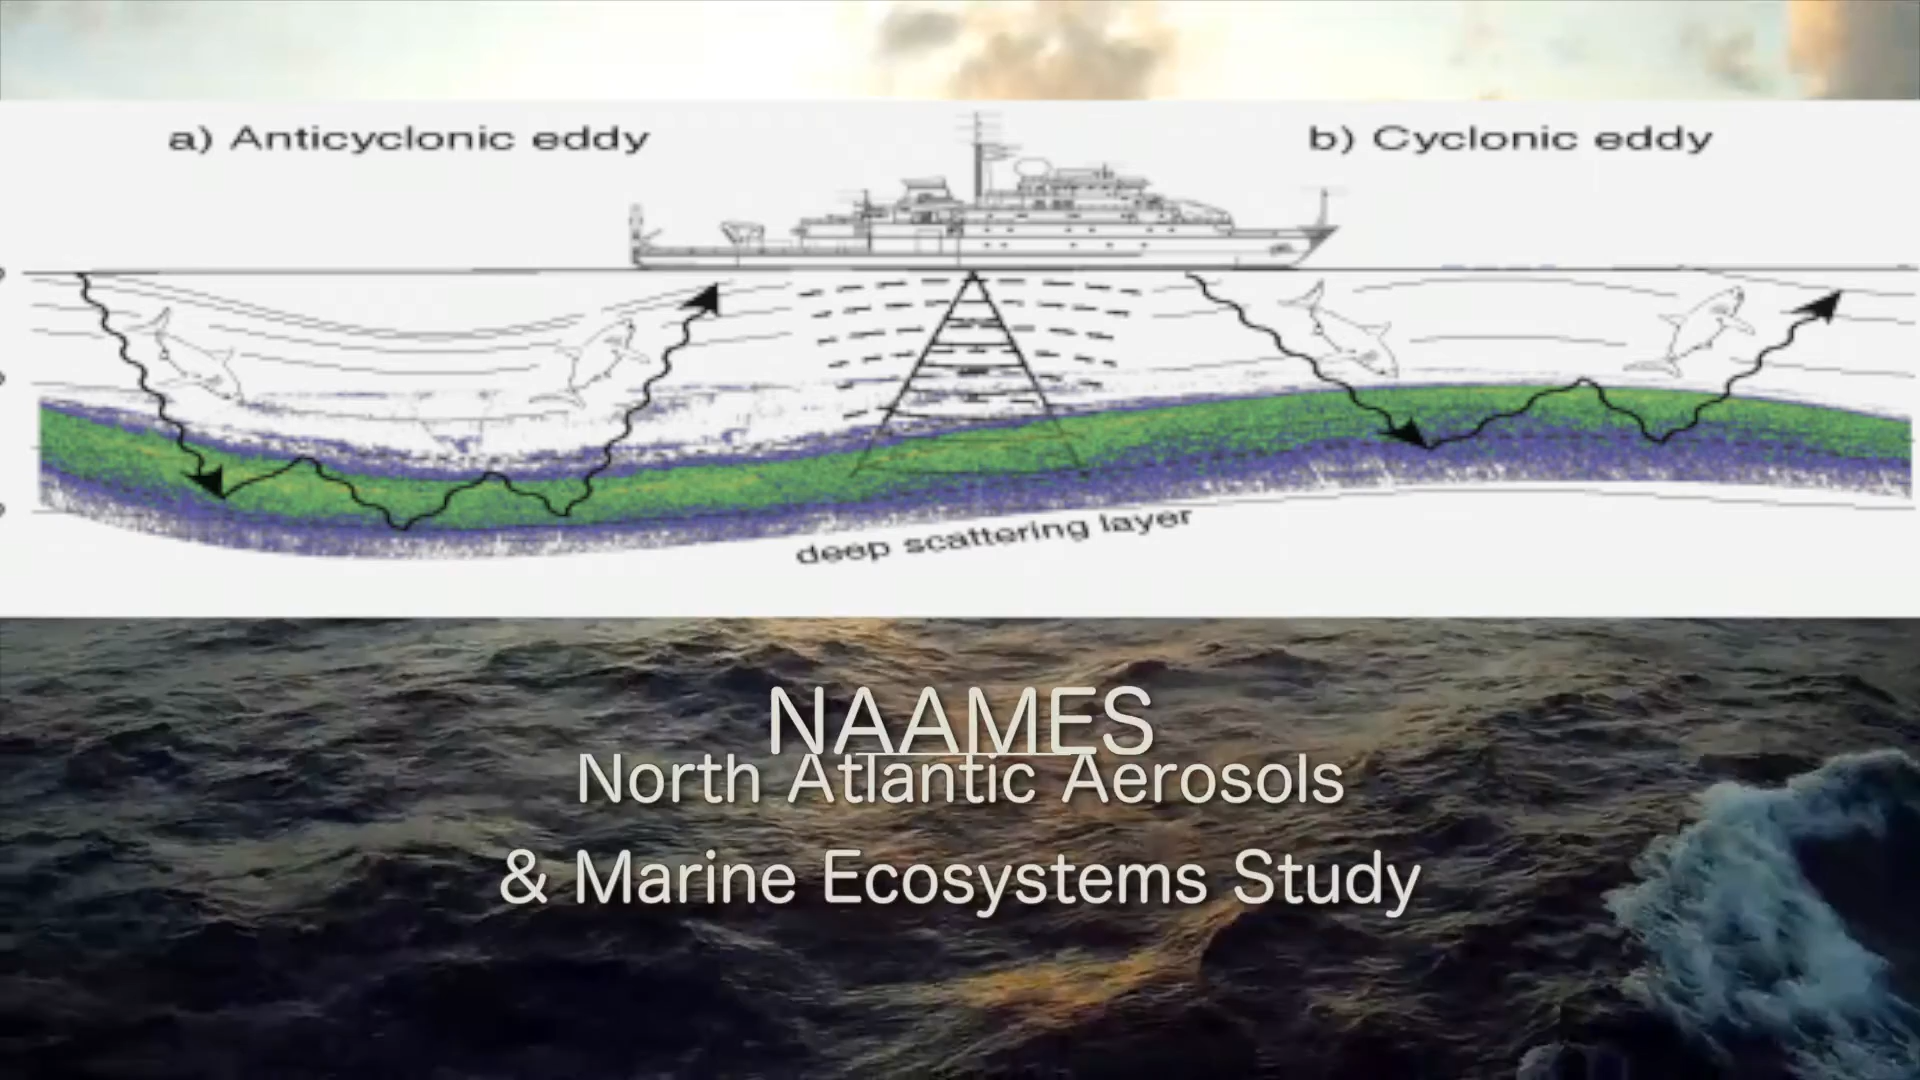 a) Anticyclonic eddy
b) Cyclonic eddy
deep scattering layer
NAAMES
North Atlantic Aerosols
& Marine Ecosystems Study